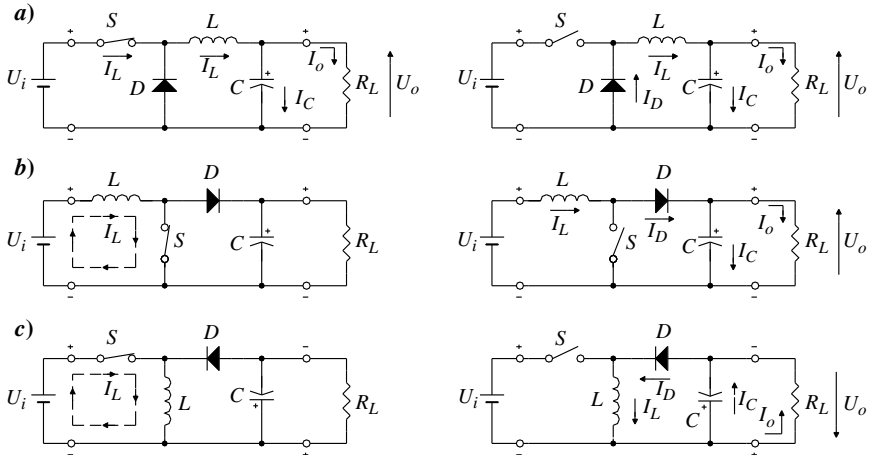 a) S L S L
+ + + +
U_i I_L I_L I_o U_i I_L I_o
D C + I_C R_L U_o D I_D C + I_C R_L U_o
− − − −
b) L D L D
+ + + +
U_i I_L S C + R_L U_i I_L S I_D C + I_C I_o R_L U_o
− − − −
c) S D S D
+ − + −
U_i I_L L C + R_L U_i L I_L I_D C + I_C I_o R_L U_o
− + − +